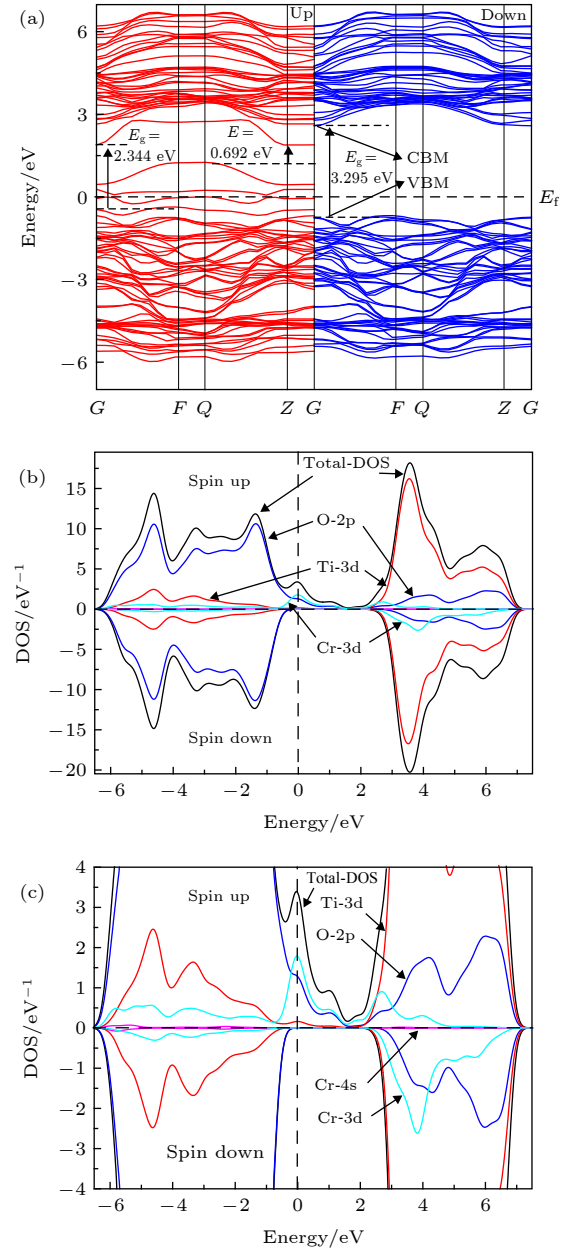 (a)
Up
Down
6
3
0
−3
−6
Energy/eV
E_g=
2.344 eV
E=
0.692 eV
E_g=
3.295 eV
CBM
VBM
E_f
G F Q Z G F Q Z G
(b)
Spin up
Total-DOS
O-2p
Ti-3d
Cr-3d
Spin down
15
10
5
0
−5
−10
−15
−20
DOS/eV⁻¹
−6 −4 −2 0 2 4 6
Energy/eV
(c)
Spin up
Total-DOS
Ti-3d
O-2p
Cr-4s
Cr-3d
Spin down
4
3
2
1
0
−1
−2
−3
−4
DOS/eV⁻¹
−6 −4 −2 0 2 4 6
Energy/eV